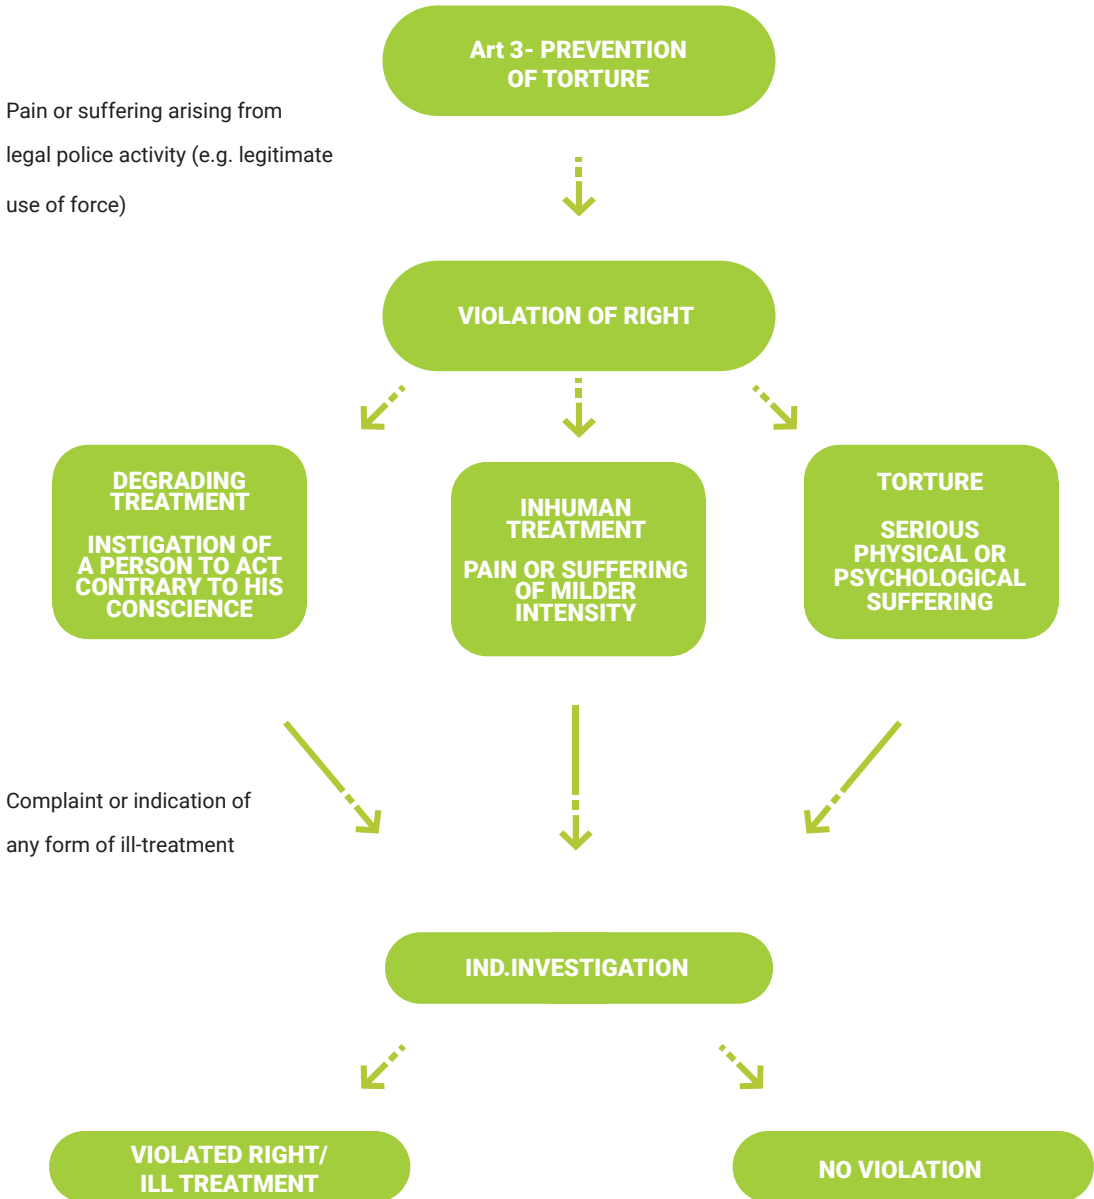 Art 3- PREVENTION
OF TORTURE
Pain or suffering arising from
legal police activity (e.g. legitimate
use of force)
VIOLATION OF RIGHT
DEGRADING
TREATMENT
INSTIGATION OF
A PERSON TO ACT
CONTRARY TO HIS
CONSCIENCE
INHUMAN
TREATMENT
PAIN OR SUFFERING
OF MILDER
INTENSITY
TORTURE
SERIOUS
PHYSICAL OR
PSYCHOLOGICAL
SUFFERING
Complaint or indication of
any form of ill-treatment
IND.INVESTIGATION
VIOLATED RIGHT/
ILL TREATMENT
NO VIOLATION